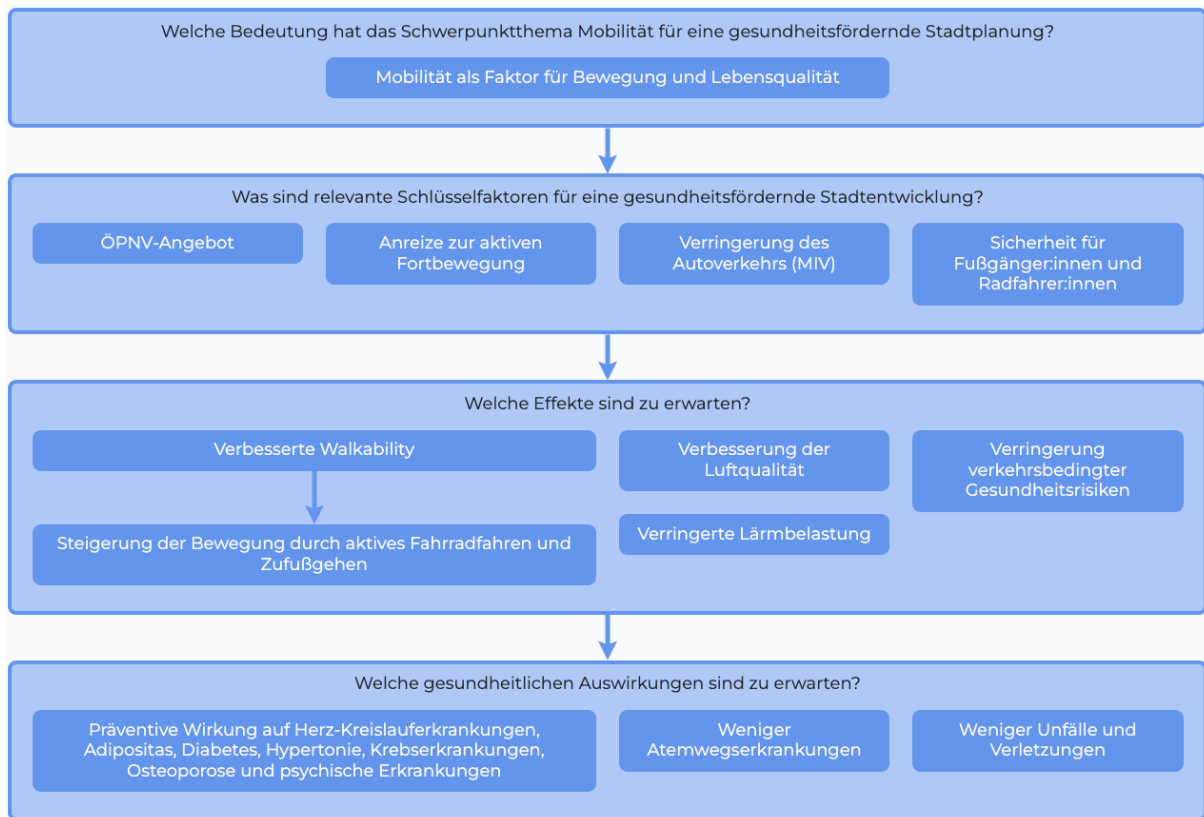 Welche Bedeutung hat das Schwerpunktthema Mobilität für eine gesundheitsfördernde Stadtplanung?
Mobilität als Faktor für Bewegung und Lebensqualität
Was sind relevante Schlüsselfaktoren für eine gesundheitsfördernde Stadtentwicklung?
ÖPNV-Angebot
Anreize zur aktiven
Fortbewegung
Verringerung des
Autoverkehrs (MIV)
Sicherheit für
Fußgänger:innen und
Radfahrer:innen
Welche Effekte sind zu erwarten?
Verbesserte Walkability
Steigerung der Bewegung durch aktives Fahrradfahren und
Zufußgehen
Verbesserung der
Luftqualität
Verringerte Lärmbelastung
Verringerung
verkehrsbedingter
Gesundheitsrisiken
Welche gesundheitlichen Auswirkungen sind zu erwarten?
Präventive Wirkung auf Herz-Kreislauferkrankungen,
Adipositas, Diabetes, Hypertonie, Krebserkrankungen,
Osteoporose und psychische Erkrankungen
Weniger
Atemwegserkrankungen
Weniger Unfälle und
Verletzungen